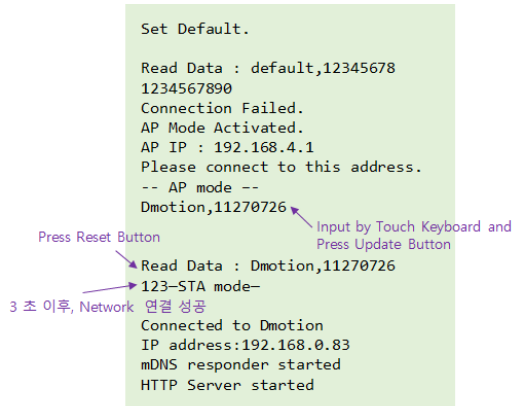 Set Default.
Read Data : default,12345678
1234567890
Connection Failed.
AP Mode Activated.
AP IP : 192.168.4.1
Please connect to this address.
-- AP mode --
Dmotion,11270726
Input by Touch Keyboard and
Press Update Button
Press Reset Button
Read Data : Dmotion,11270726
123—STA mode—
3 초 이후, Network 연결 성공
Connected to Dmotion
IP address:192.168.0.83
mDNS responder started
HTTP Server started